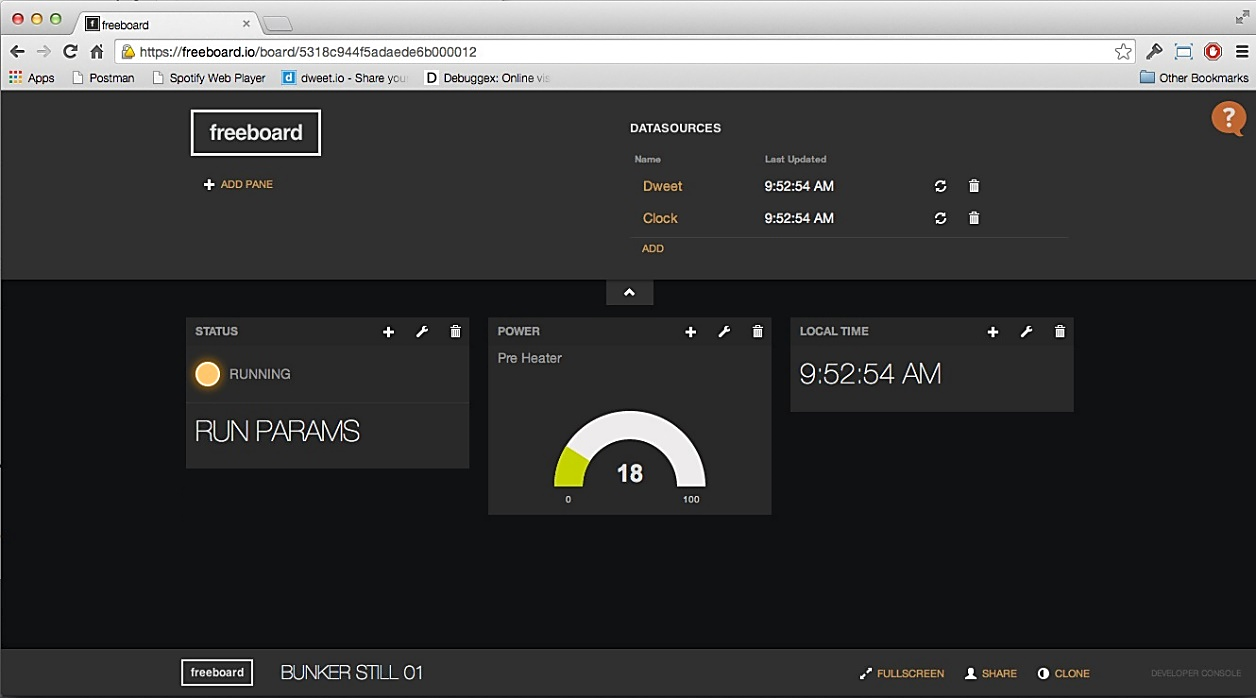 freeboard
https://freeboard.io/board/5318c944f5adaede6b000012
Apps Postman Spotify Web Player dweet.io - Share you Debuggex: Online vis Other Bookmarks
freeboard
ADD PANE
DATASOURCES
Name Last Updated
Dweet 9:52:54 AM
Clock 9:52:54 AM
ADD
?
STATUS
RUNNING
RUN PARAMS
POWER
Pre Heater
18
0 100
LOCAL TIME
9:52:54 AM
freeboard BUNKER STILL 01 FULLSCREEN SHARE CLONE DEVELOPER CONSOLE